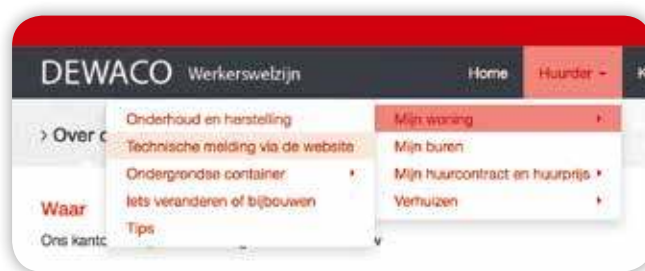 DEWACO Werkerswelzijn
Home
Huurder
K
> Over
Onderhoud en herstelling
Technische melding via de website
Ondergrondse container
Iets veranderen of bijbouwen
Tips
Mijn woning
Mijn buren
Mijn huurcontract en huurprijs
Verhuizen
Waar
Ons